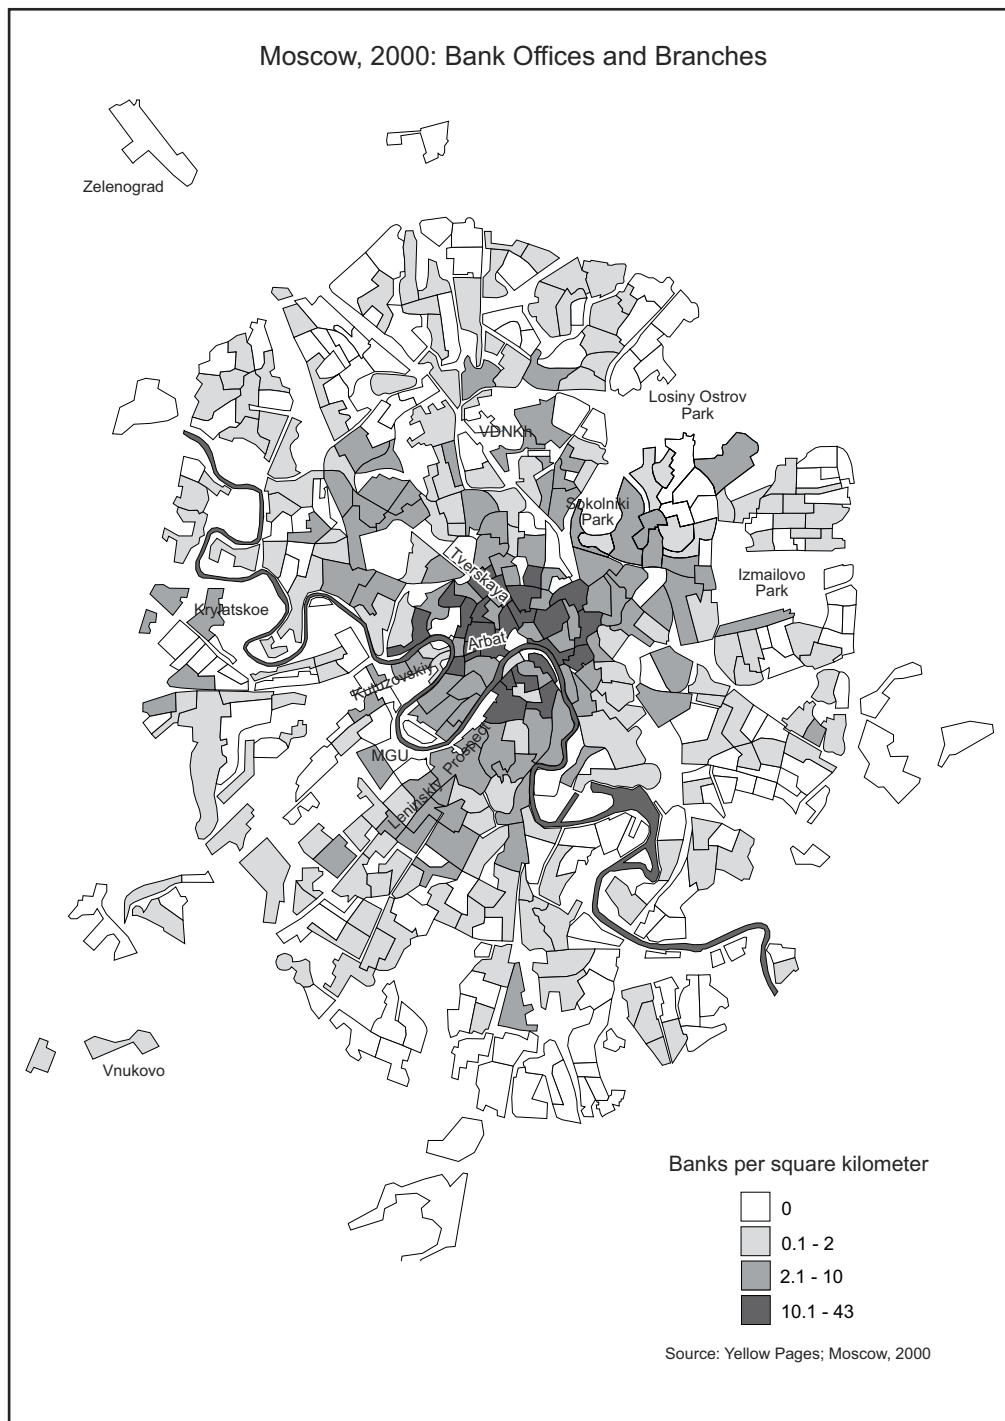 Moscow, 2000: Bank Offices and Branches
Zelenograd
Losiny Ostrov
Park
VDNKh
Sokolniki
Park
Tverskaya
Izmailovo
Park
Krylatskoe
Arbat
Kutuzovskiy
MGU
Leninskiy Prospect
Vnukovo
Banks per square kilometer
0
0.1 - 2
2.1 - 10
10.1 - 43
Source: Yellow Pages; Moscow, 2000